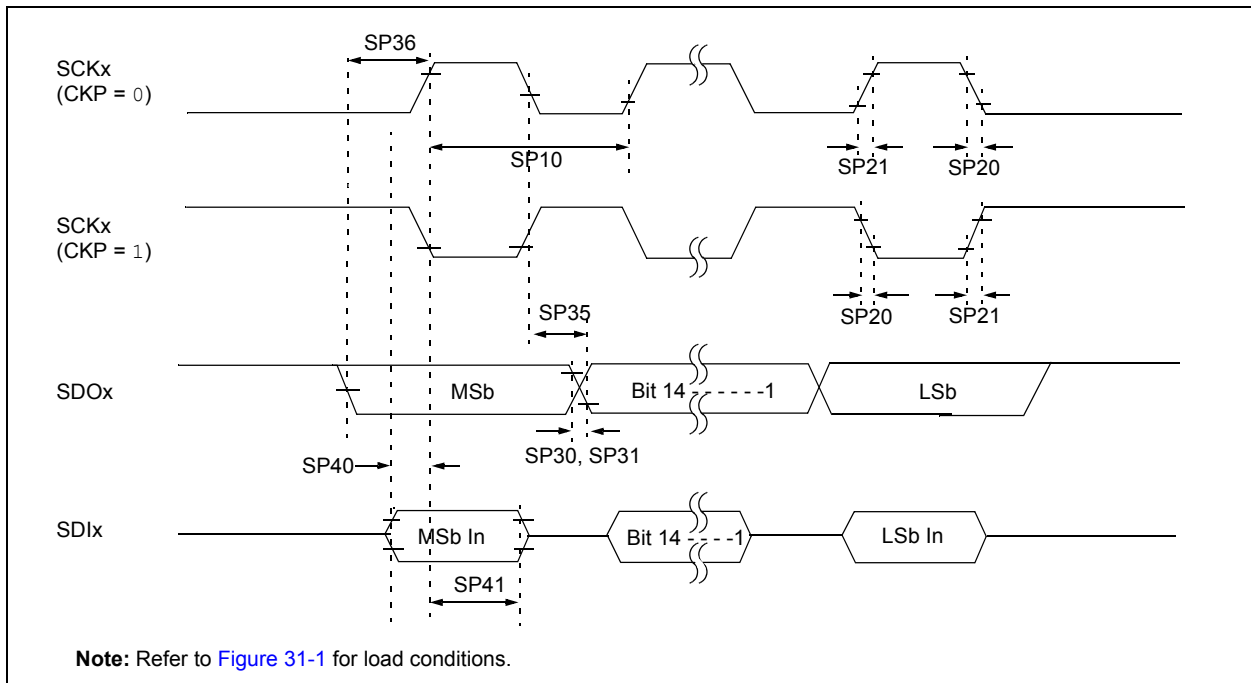 SP36
SCKx
(CKP = 0)
SP10
SP21
SP20
SCKx
(CKP = 1)
SP35
SP20
SP21
SDOx
MSb
Bit 14 - - - - - -1
LSb
SP40
SP30, SP31
SDIx
MSb In
Bit 14 - - - - -1
LSb In
SP41
Note: Refer to Figure 31-1 for load conditions.